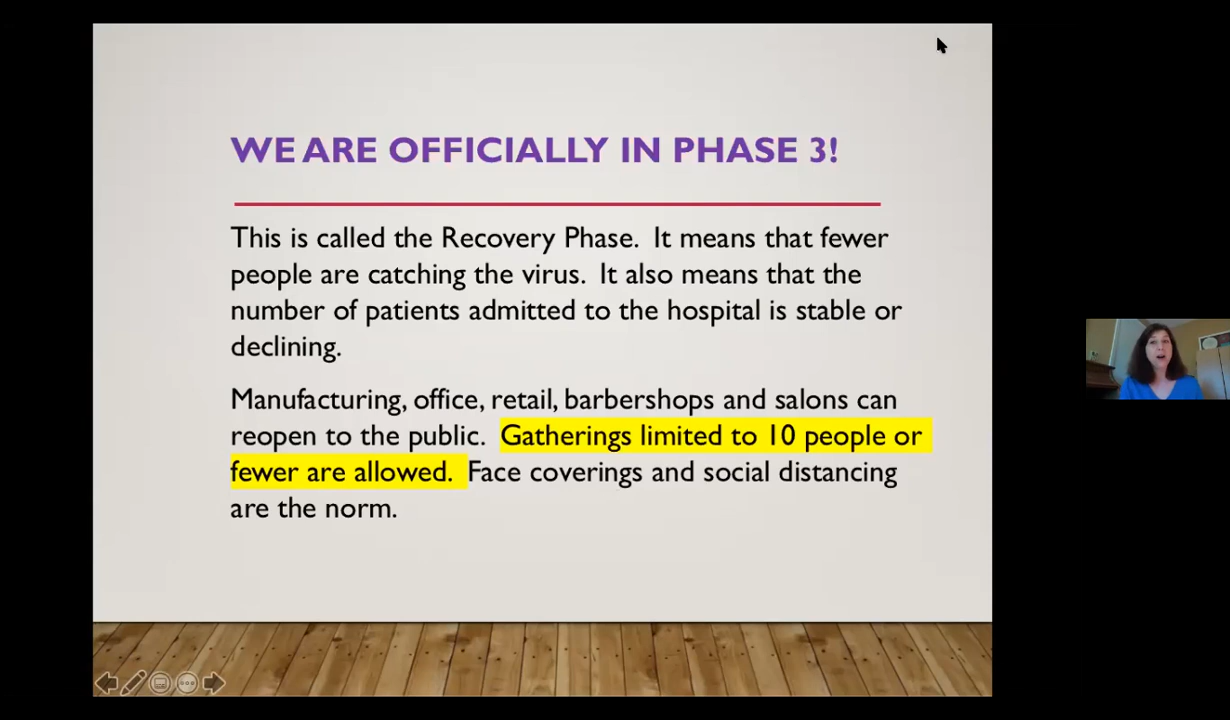 WE ARE OFFICIALLY IN PHASE 3!
This is called the Recovery Phase.  It means that fewer
people are catching the virus.  It also means that the
number of patients admitted to the hospital is stable or
declining.
Manufacturing, office, retail, barbershops and salons can
reopen to the public.  Gatherings limited to 10 people or
fewer are allowed.  Face coverings and social distancing
are the norm.